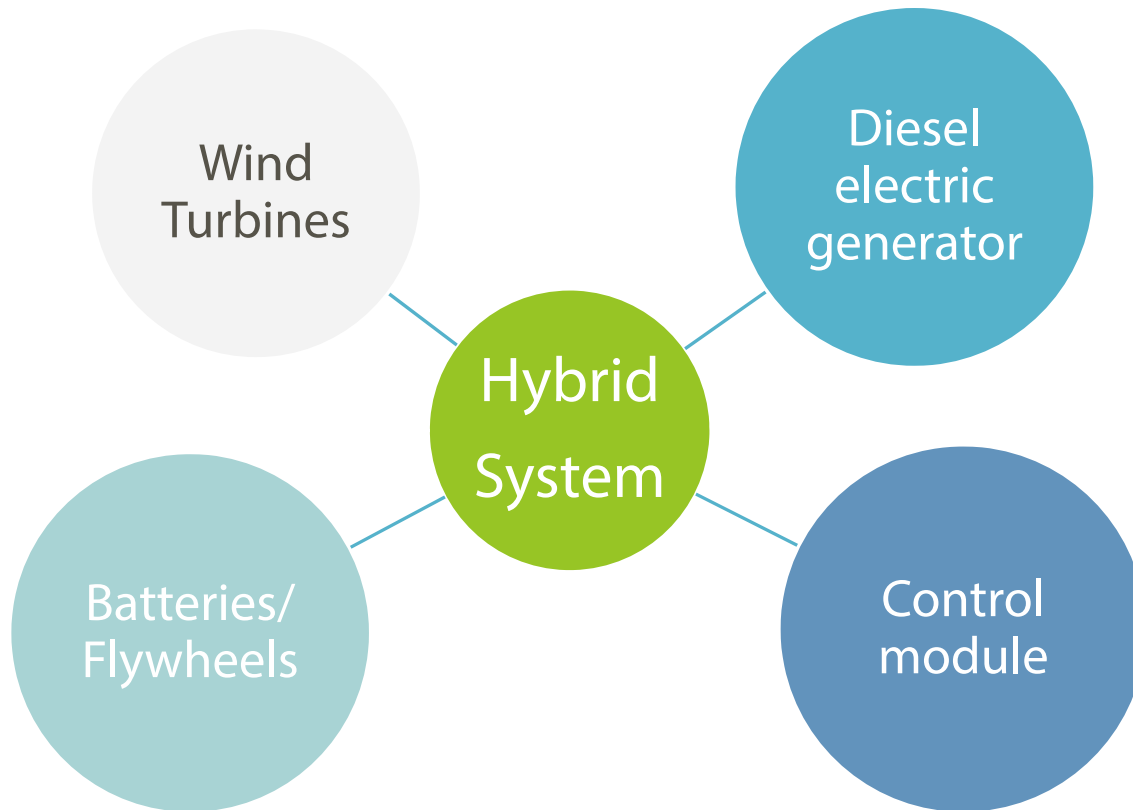 Wind
Turbines
Diesel
electric
generator
Hybrid
System
Batteries/
Flywheels
Control
module